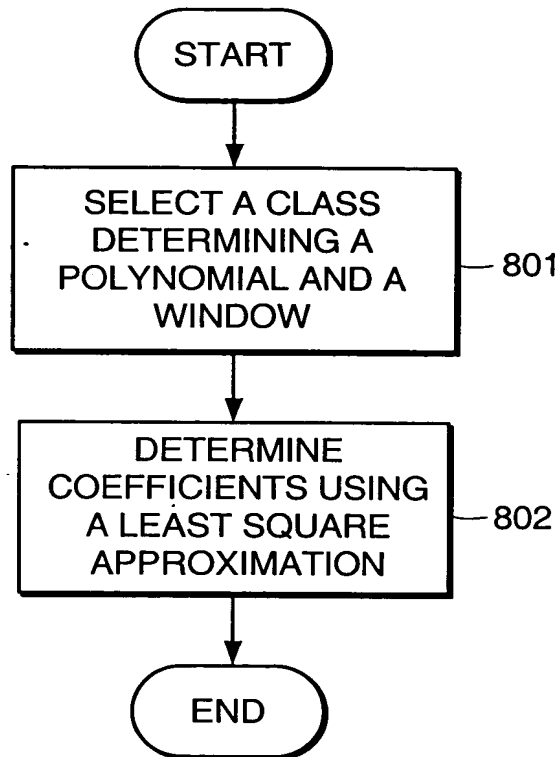 START
SELECT A CLASS
DETERMINING A
POLYNOMIAL AND A
WINDOW
801
DETERMINE
COEFFICIENTS USING
A LEAST SQUARE
APPROXIMATION
802
END